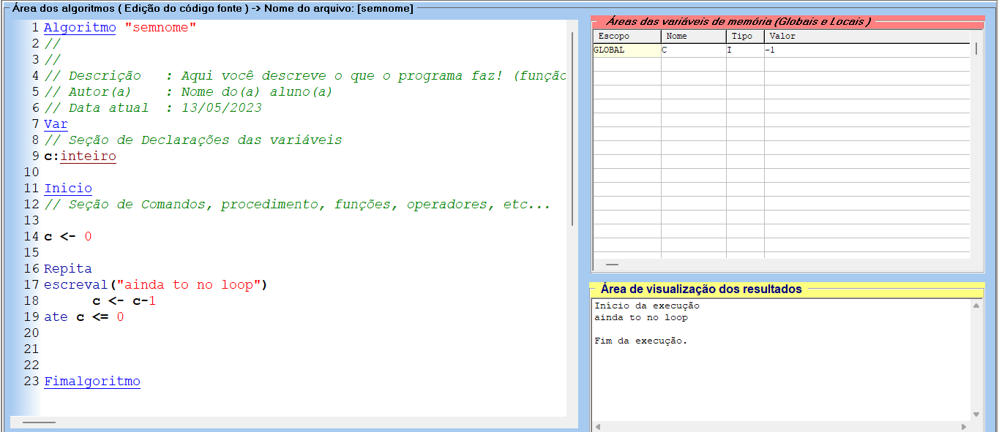 Área dos algoritmos ( Edição do código fonte ) -> Nome do arquivo: [semnome]
1 Algoritmo "semnome"
2 //
3 //
4 // Descrição   : Aqui você descreve o que o programa faz! (função
5 // Autor(a)    : Nome do(a) aluno(a)
6 // Data atual  : 13/05/2023
7 Var
8 // Seção de Declarações das variáveis
9 c:inteiro
10
11 Inicio
12 // Seção de Comandos, procedimento, funções, operadores, etc...
13
14 c <- 0
15
16 Repita
17 escreval("ainda to no loop")
18       c <- c-1
19 ate c <= 0
20
21
22
23 Fimalgoritmo
Áreas das variáveis de memória (Globais e Locais )
Escopo Nome Tipo Valor
GLOBAL C I -1
Área de visualização dos resultados
Início da execução
ainda to no loop
Fim da execução.